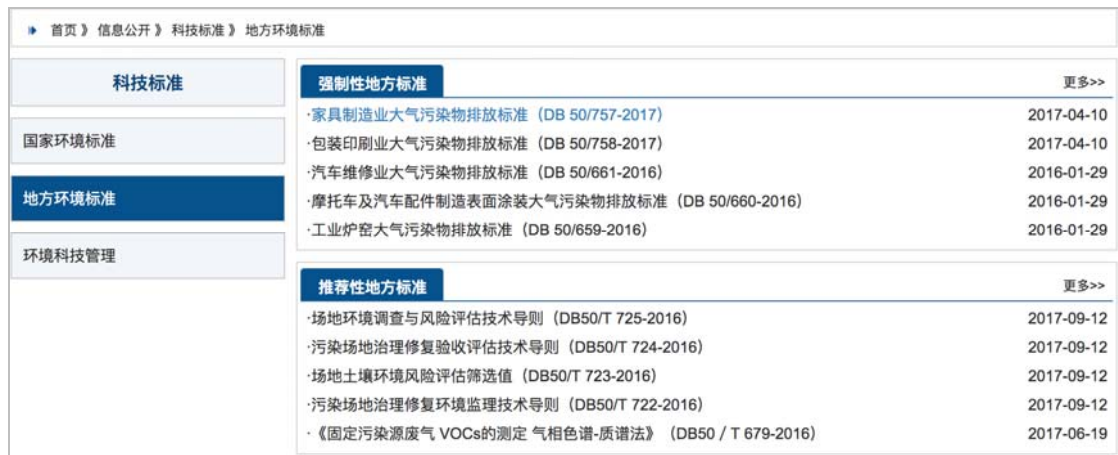 首页 》 信息公开 》 科技标准 》 地方环境标准
科技标准
国家环境标准
地方环境标准
环境科技管理
强制性地方标准 更多>>
·家具制造业大气污染物排放标准（DB 50/757-2017） 2017-04-10
·包装印刷业大气污染物排放标准（DB 50/758-2017） 2017-04-10
·汽车维修业大气污染物排放标准（DB 50/661-2016） 2016-01-29
·摩托车及汽车配件制造表面涂装大气污染物排放标准（DB 50/660-2016） 2016-01-29
·工业炉窑大气污染物排放标准（DB 50/659-2016） 2016-01-29
推荐性地方标准 更多>>
·场地环境调查与风险评估技术导则（DB50/T 725-2016） 2017-09-12
·污染场地治理修复验收评估技术导则（DB50/T 724-2016） 2017-09-12
·场地土壤环境风险评估筛选值（DB50/T 723-2016） 2017-09-12
·污染场地治理修复环境监理技术导则（DB50/T 722-2016） 2017-09-12
·《固定污染源废气 VOCs的测定 气相色谱-质谱法》（DB50／T 679-2016） 2017-06-19